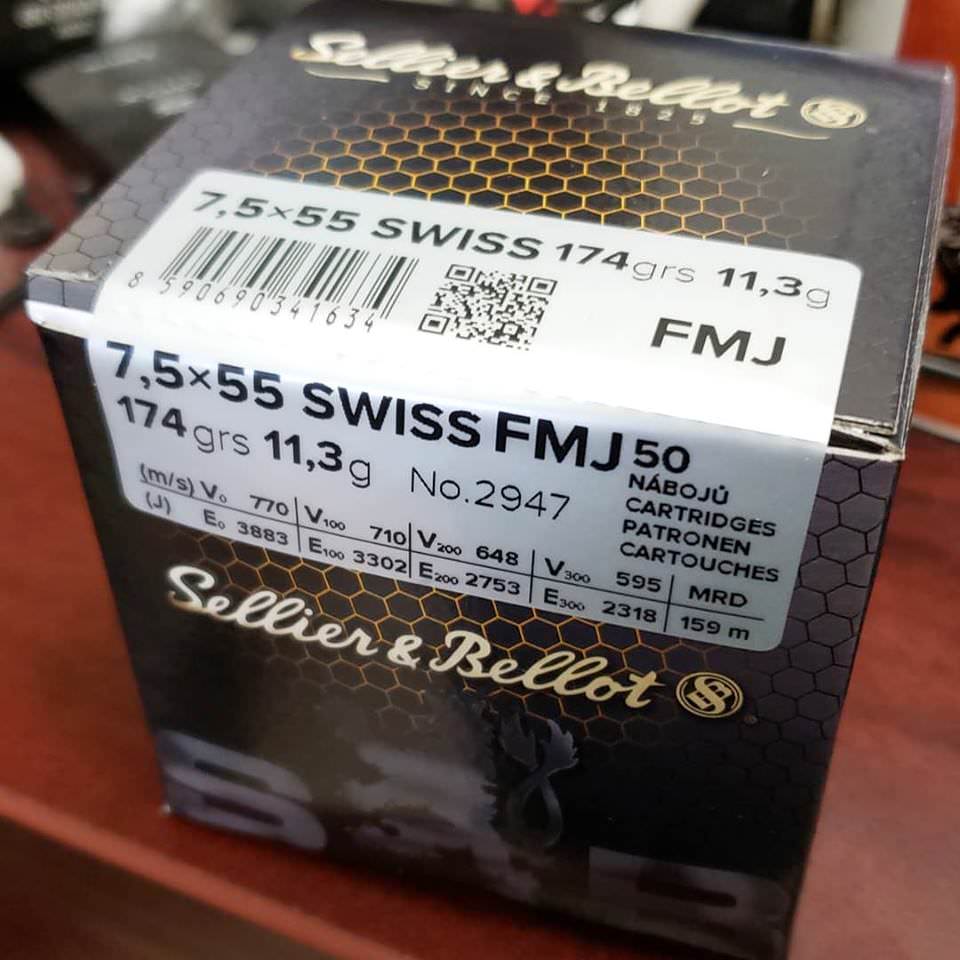 Sellier & Bellot
SINCE 1825
7,5×55 SWISS 174grs 11,3g
8 590690 341634
FMJ
7,5×55 SWISS FMJ 50
174grs 11,3g No.2947
NÁBOJŮ
CARTRIDGES
PATRONEN
CARTOUCHES
(m/s) V₀ 770 V₁₀₀ 710 V₂₀₀ 648 V₃₀₀ 595 MRD
(J) E₀ 3883 E₁₀₀ 3302 E₂₀₀ 2753 E₃₀₀ 2318 159 m
Sellier & Bellot